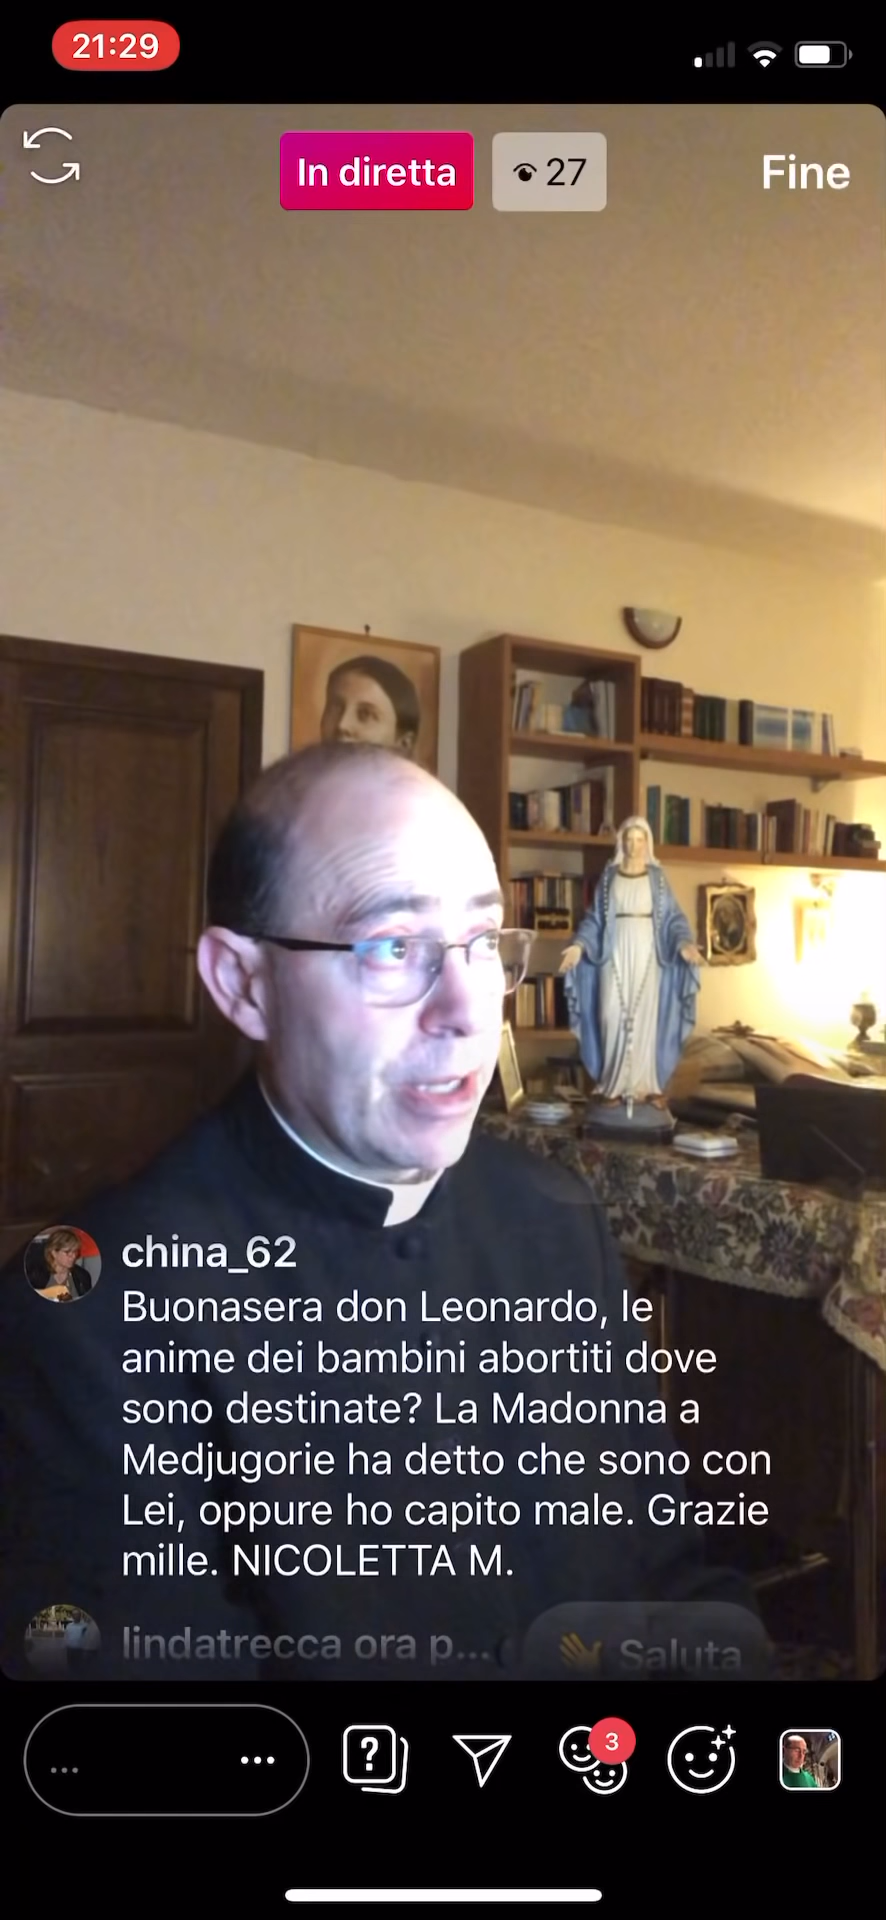 21:29
In diretta
27
Fine
china_62
Buonasera don Leonardo, le
anime dei bambini abortiti dove
sono destinate? La Madonna a
Medjugorie ha detto che sono con
Lei, oppure ho capito male. Grazie
mille. NICOLETTA M.
lindatrecca ora p...
Saluta
...
3